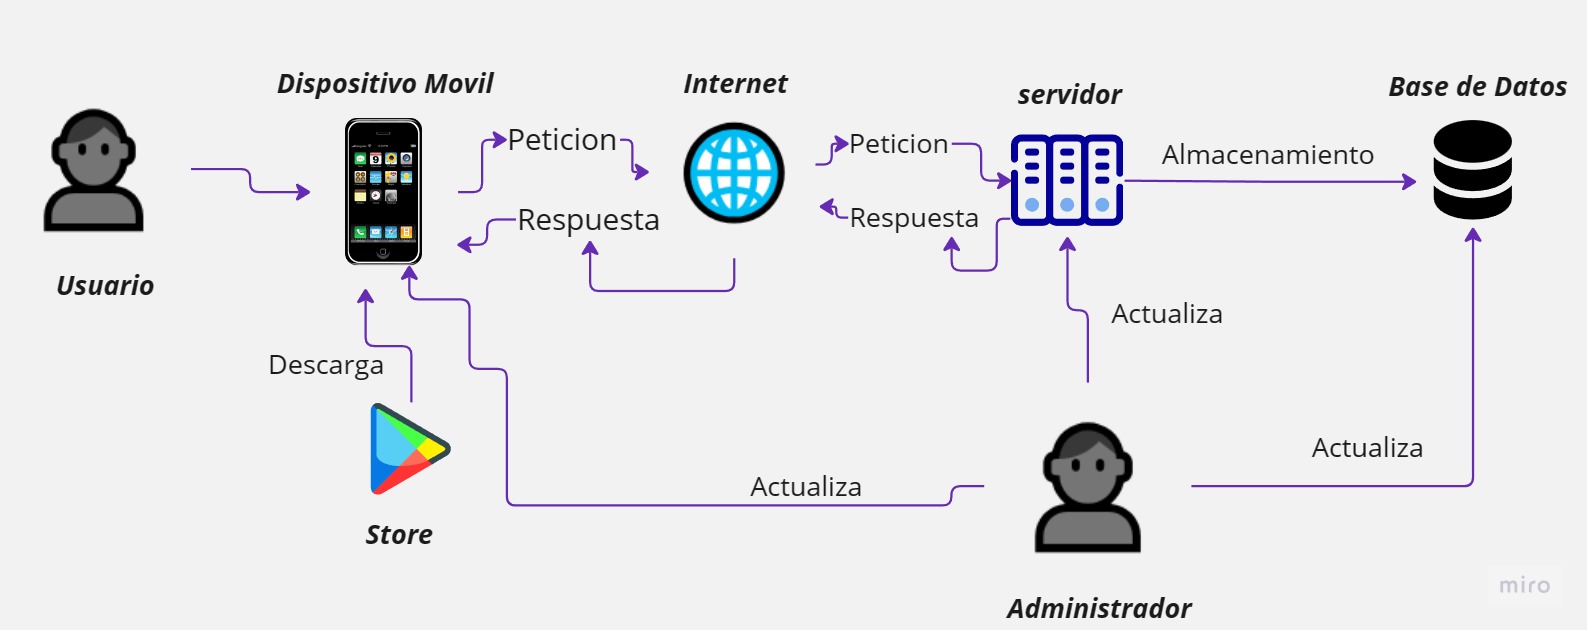 Dispositivo Movil
Internet
servidor
Base de Datos
Peticion
Peticion
Almacenamiento
Respuesta
Respuesta
Usuario
Actualiza
Descarga
Actualiza
Actualiza
Store
miro
Administrador